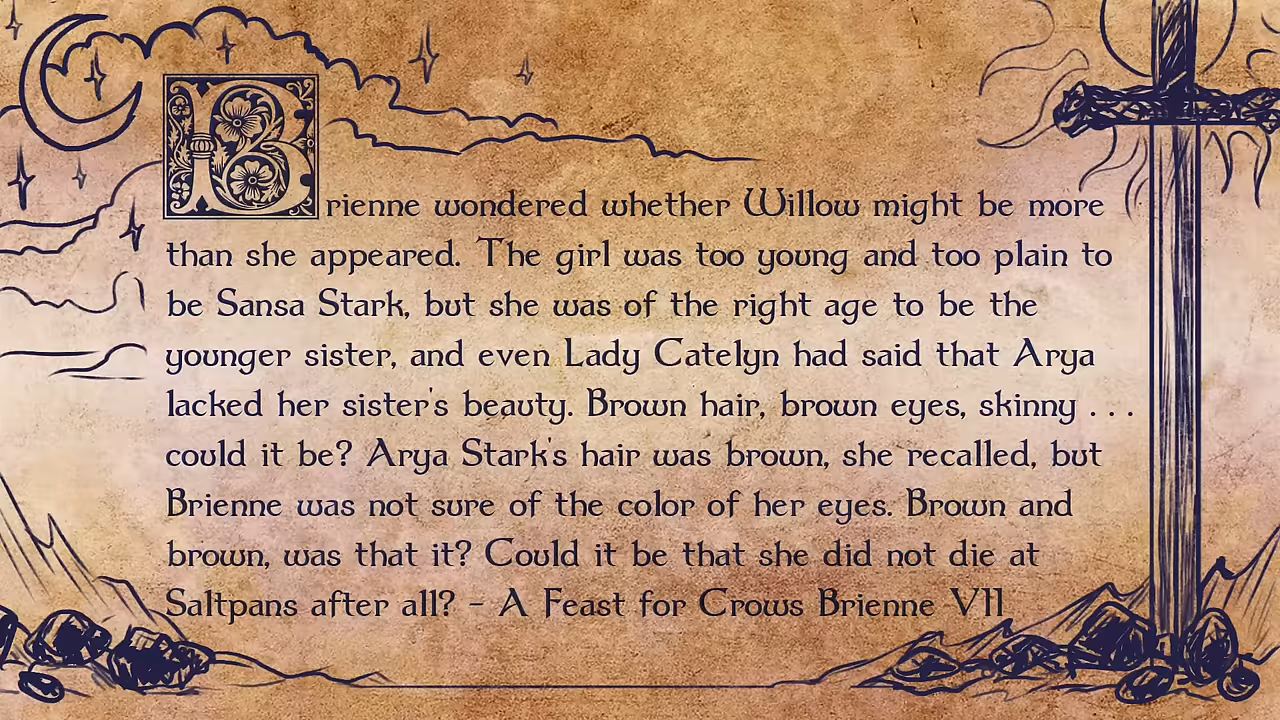 Brienne wondered whether Willow might be more
than she appeared. The girl was too young and too plain to
be Sansa Stark, but she was of the right age to be the
younger sister, and even Lady Catelyn had said that Arya
lacked her sister's beauty. Brown hair, brown eyes, skinny . . .
could it be? Arya Stark's hair was brown, she recalled, but
Brienne was not sure of the color of her eyes. Brown and
brown, was that it? Could it be that she did not die at
Saltpans after all? - A Feast for Crows Brienne VII